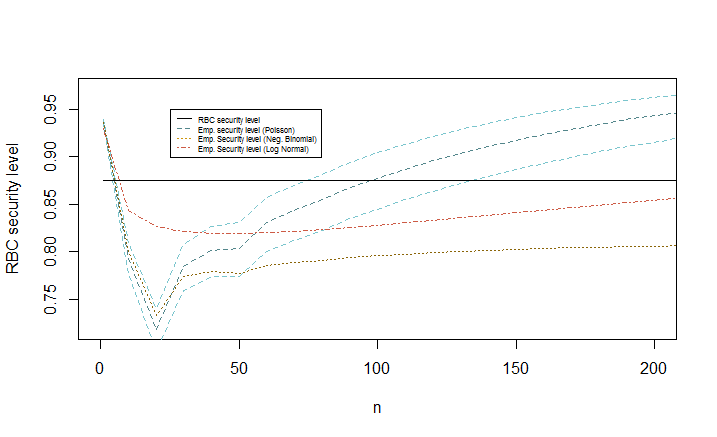 RBC security level
0.95
0.90
0.85
0.80
0.75
RBC security level
Emp. security level (Poisson)
Emp. Security level (Neg. Binomial)
Emp. Security level (Log Normal)
0 50 100 150 200
n